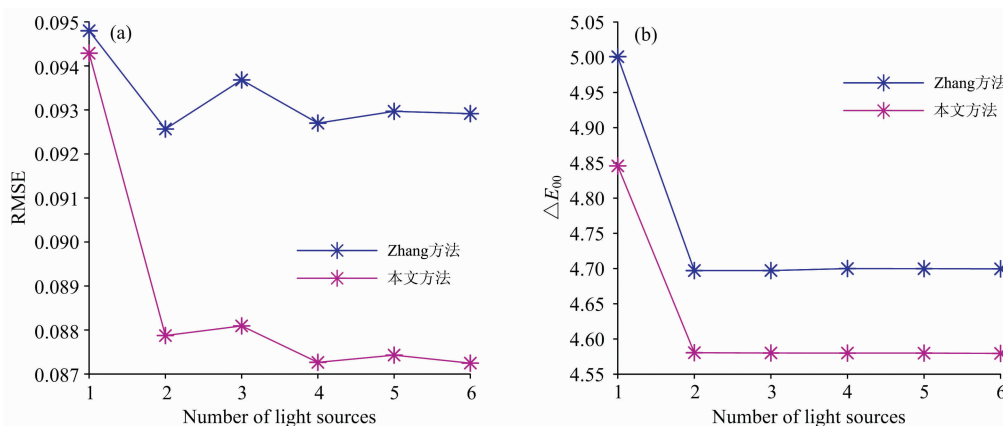 (a)
0.095
0.094
0.093
0.092
0.091
0.090
0.089
0.088
0.087
RMSE
Zhang方法
本文方法
1 2 3 4 5 6
Number of light sources
(b)
5.05
5.00
4.95
4.90
4.85
4.80
4.75
4.70
4.65
4.60
4.55
△E00
Zhang方法
本文方法
1 2 3 4 5 6
Number of light sources